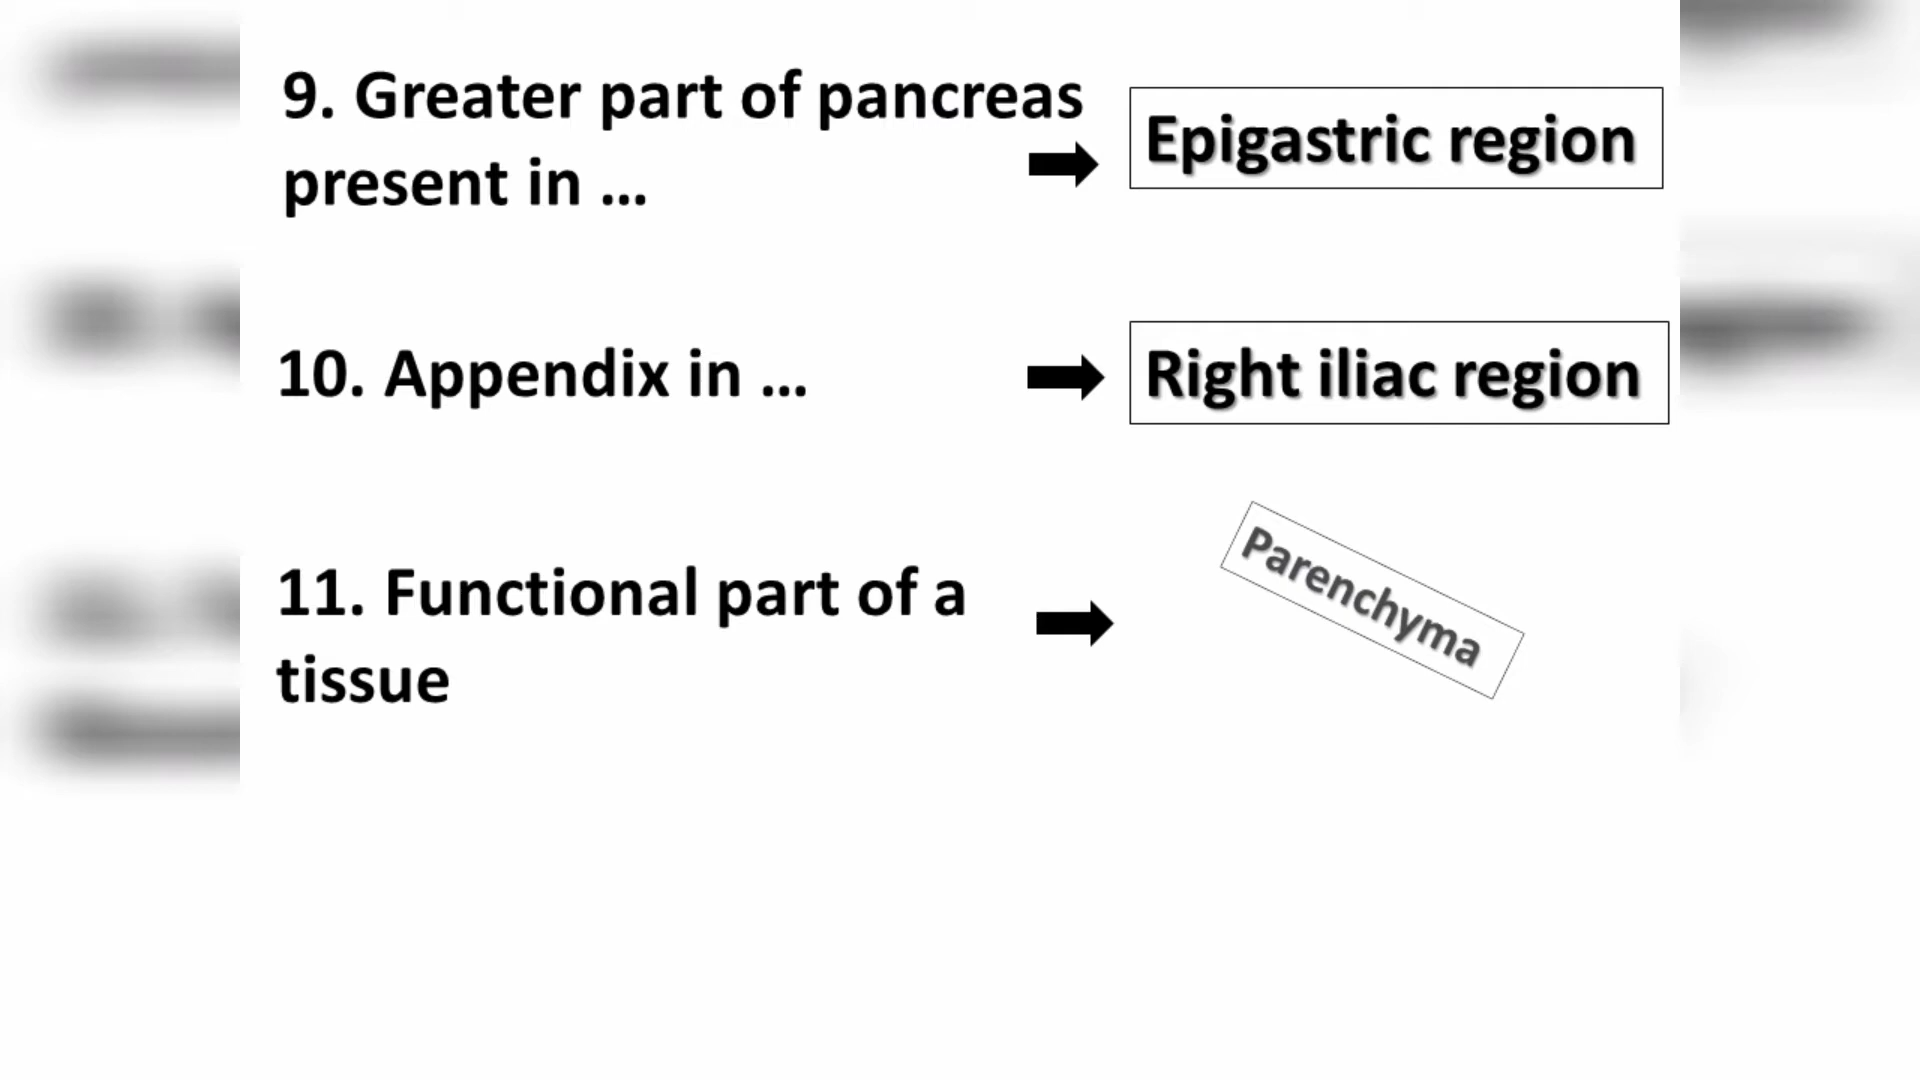 9. Greater part of pancreas
present in ...
Epigastric region
10. Appendix in ...
Right iliac region
11. Functional part of a
tissue
Parenchyma